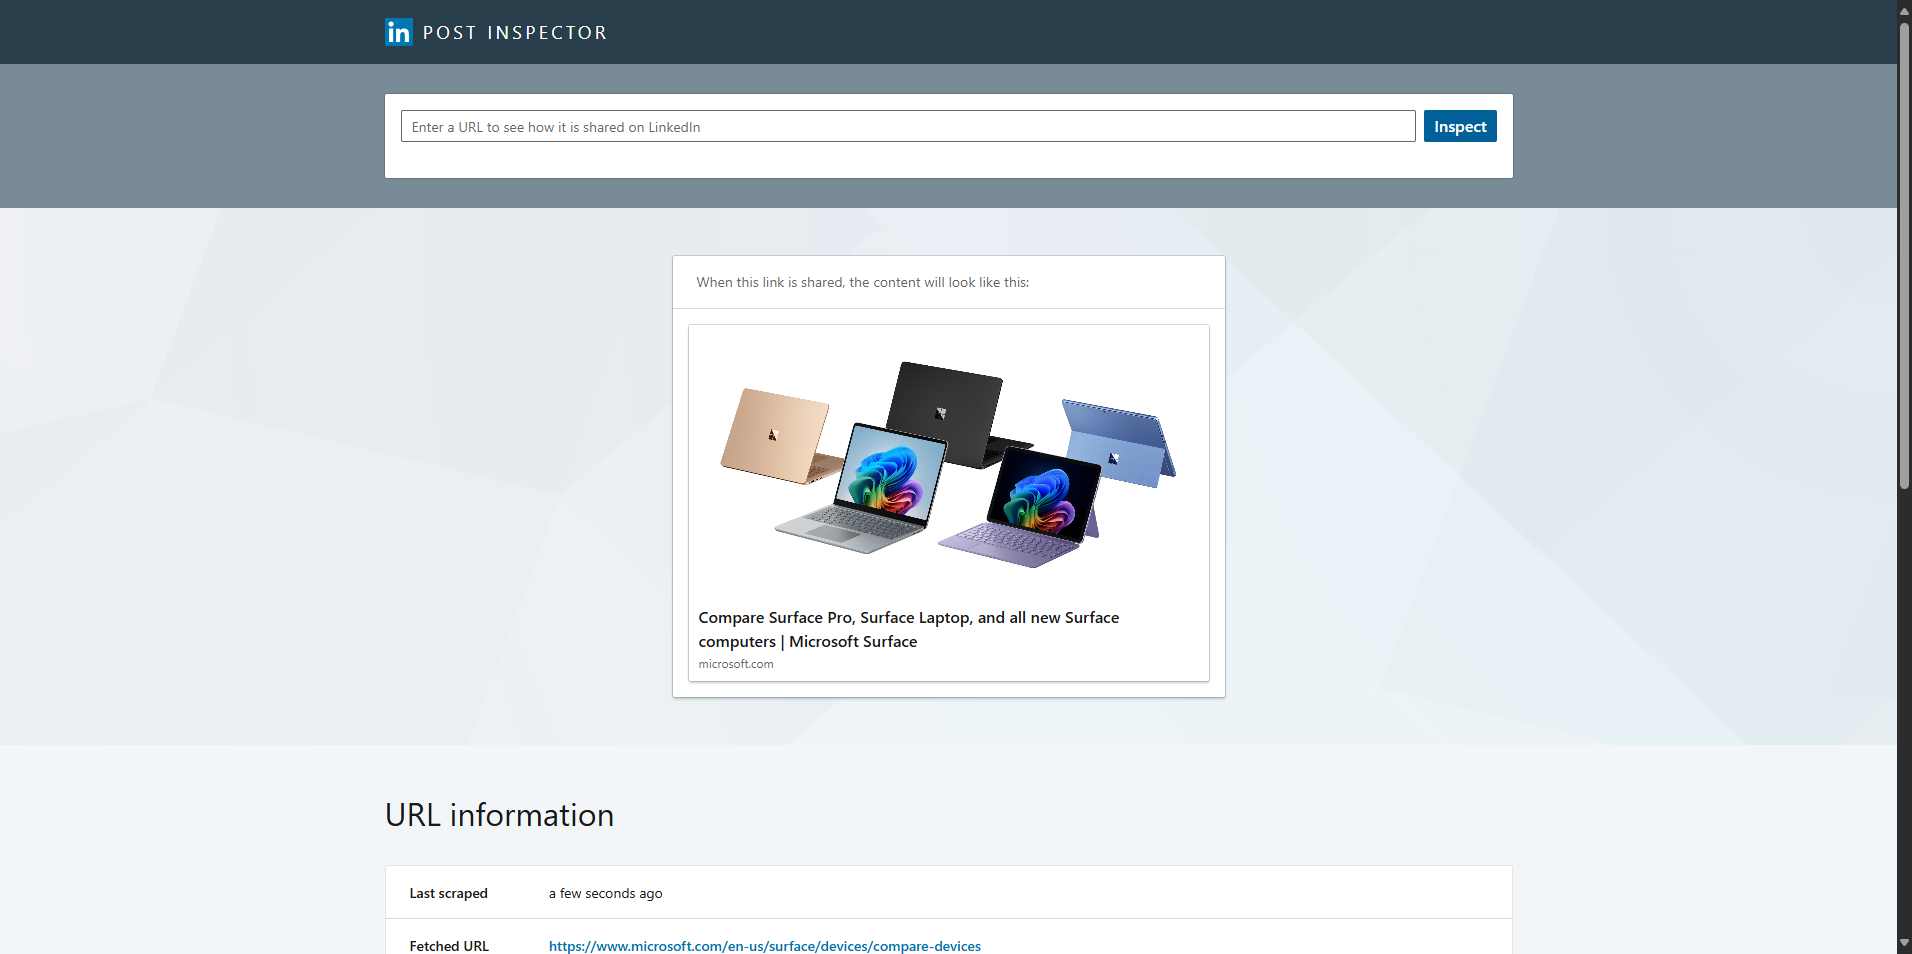 in POST INSPECTOR
Enter a URL to see how it is shared on LinkedIn
Inspect
When this link is shared, the content will look like this:
Compare Surface Pro, Surface Laptop, and all new Surface
computers | Microsoft Surface
microsoft.com
URL information
Last scraped a few seconds ago
Fetched URL https://www.microsoft.com/en-us/surface/devices/compare-devices